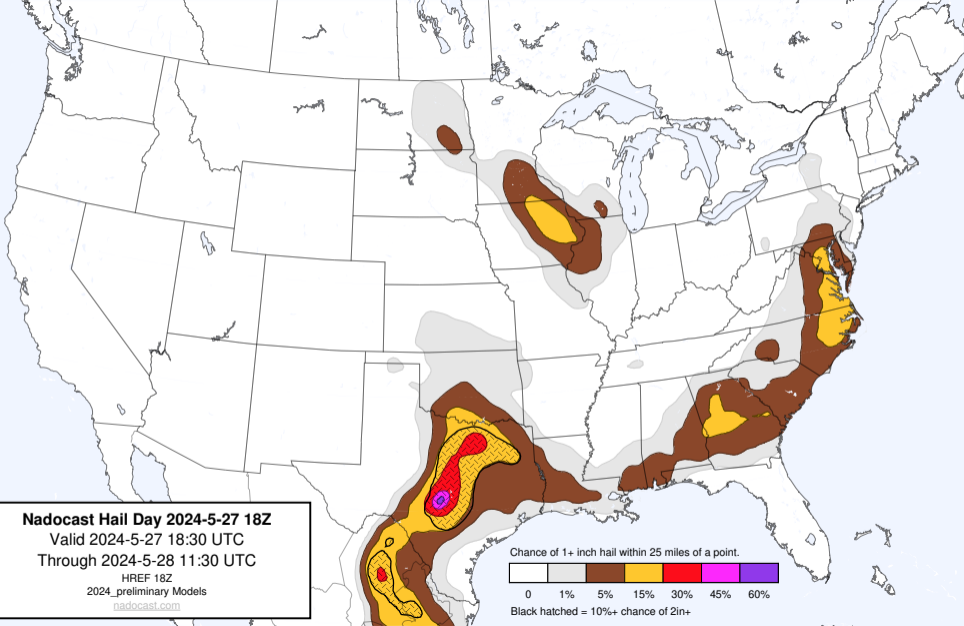 Nadocast Hail Day 2024-5-27 18Z
Valid 2024-5-27 18:30 UTC
Through 2024-5-28 11:30 UTC
HREF 18Z
2024_preliminary Models
nadocast.com
Chance of 1+ inch hail within 25 miles of a point.
0 1% 5% 15% 30% 45% 60%
Black hatched = 10%+ chance of 2in+